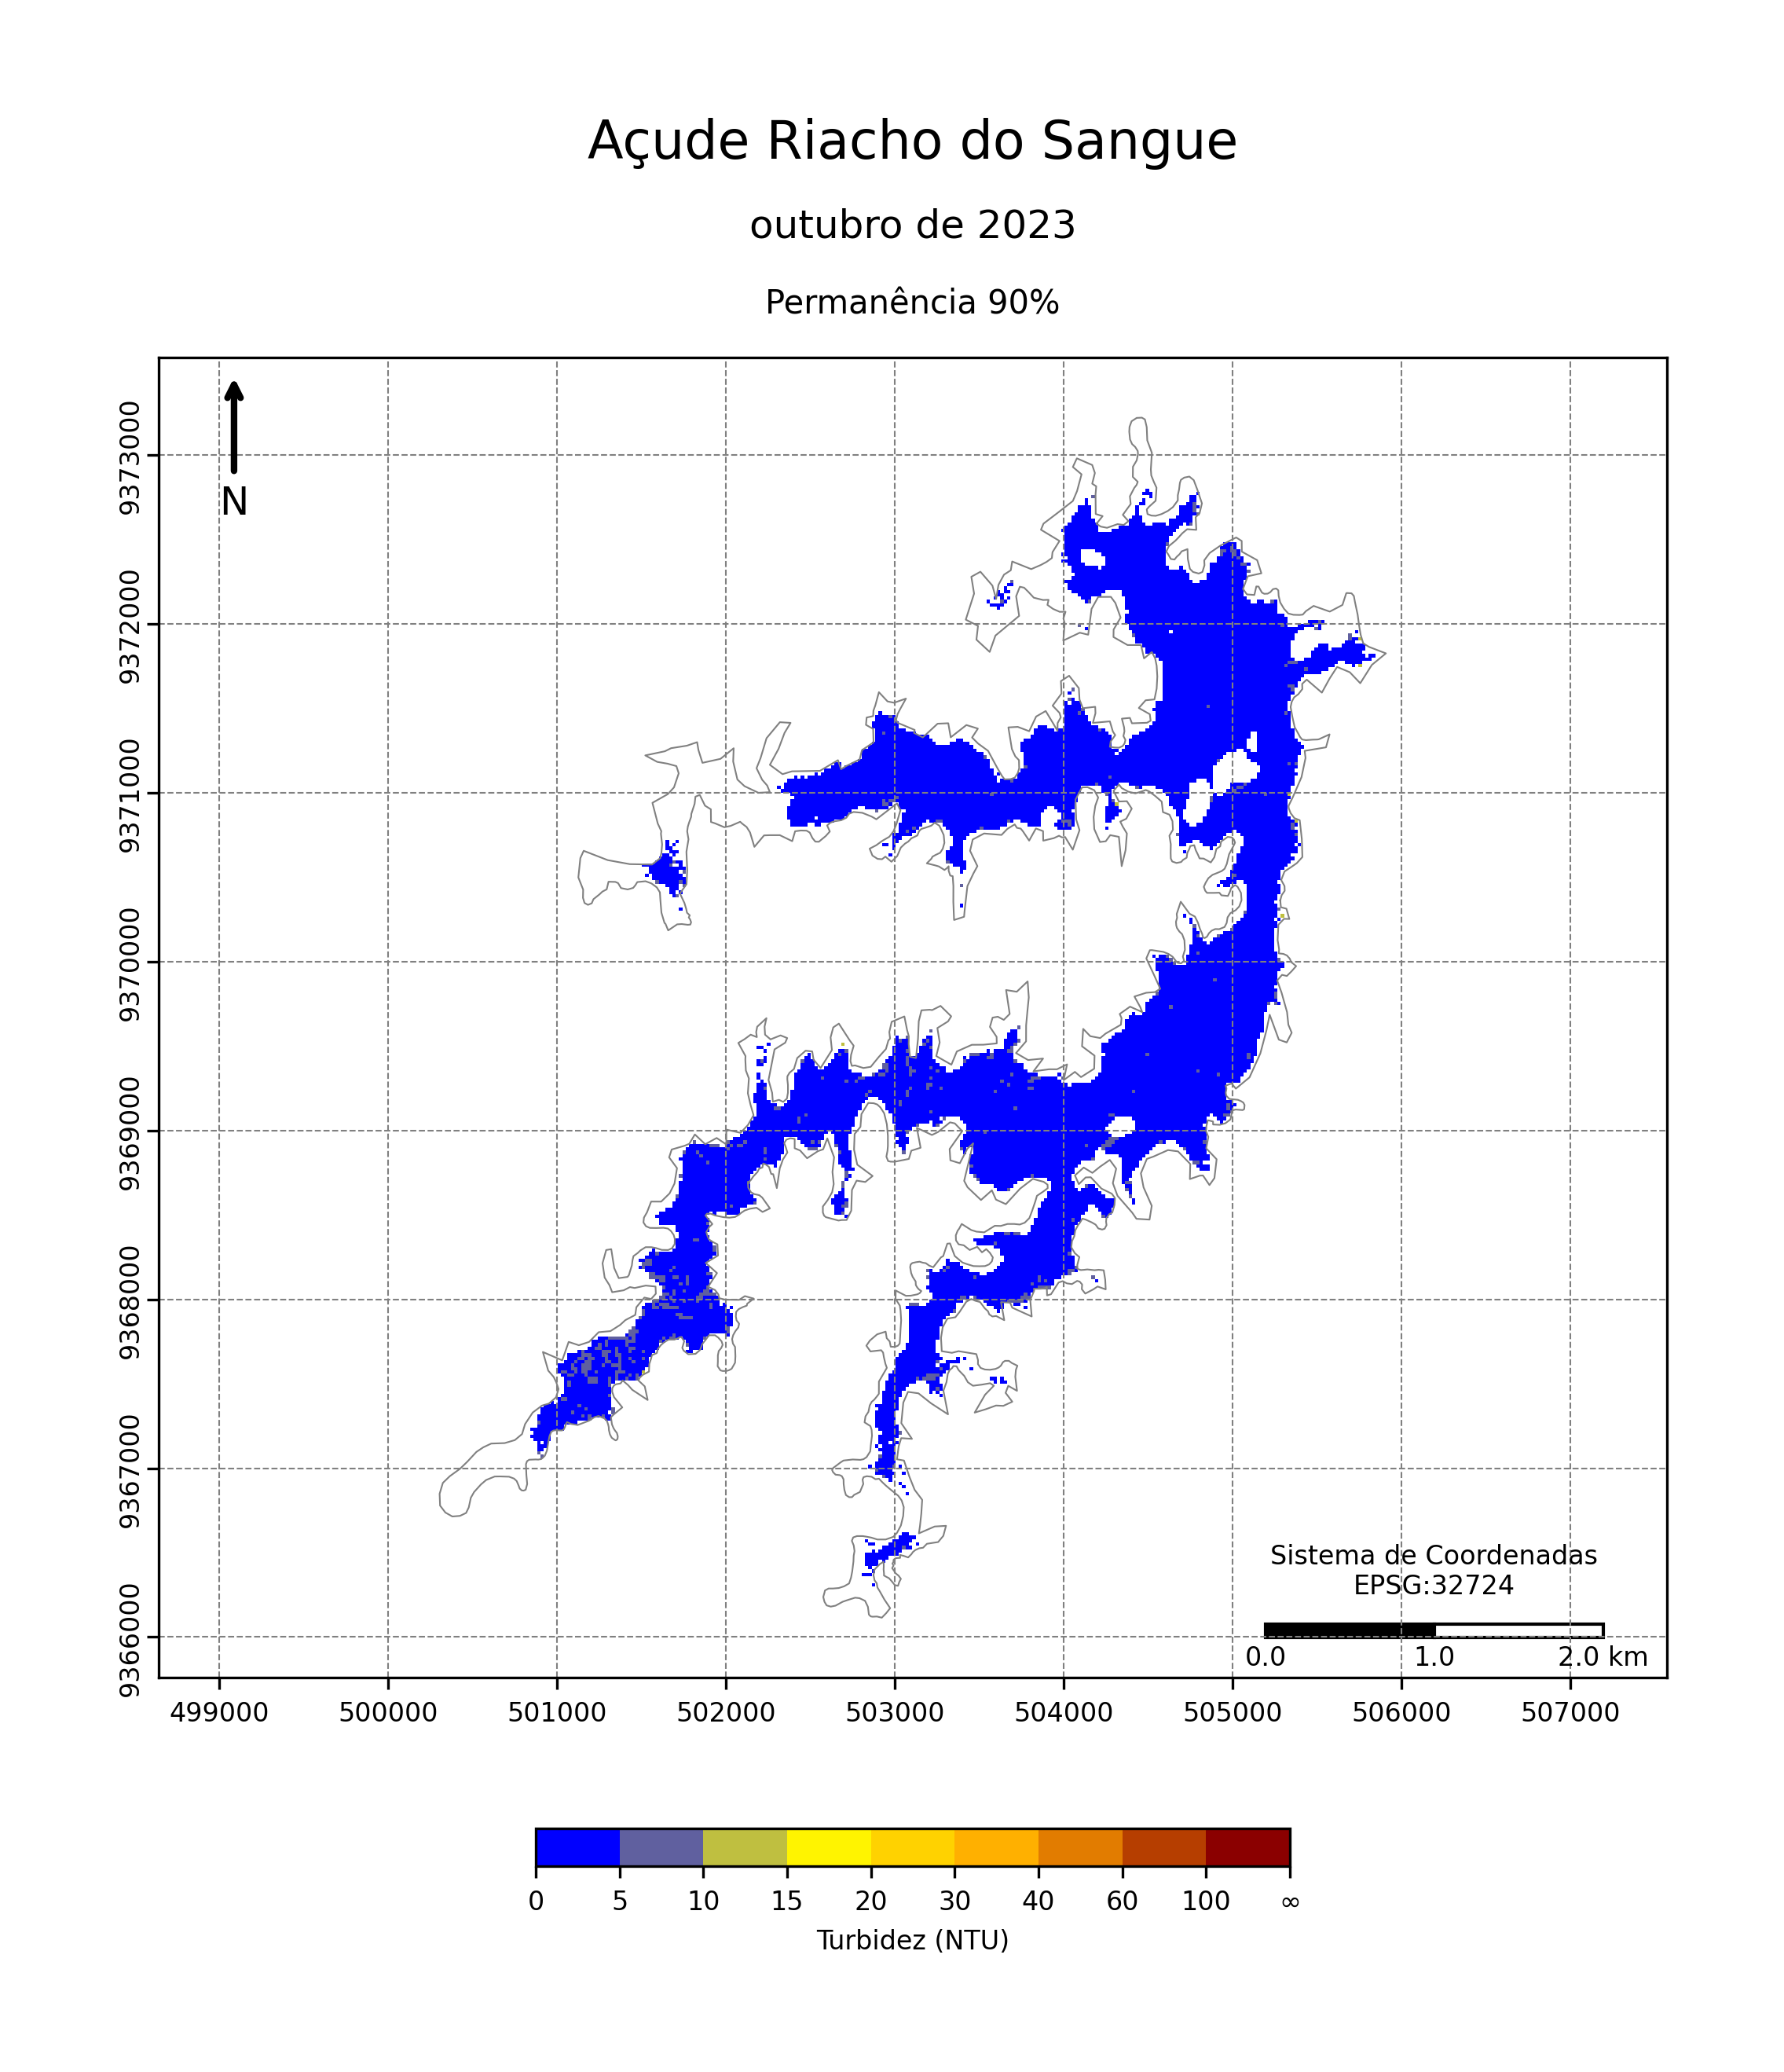 Açude Riacho do Sangue
outubro de 2023
Permanência 90%
N
9373000
9372000
9371000
9370000
9369000
9368000
9367000
9366000
Sistema de Coordenadas
EPSG:32724
0.0 1.0 2.0 km
499000 500000 501000 502000 503000 504000 505000 506000 507000
0 5 10 15 20 30 40 60 100 ∞
Turbidez (NTU)